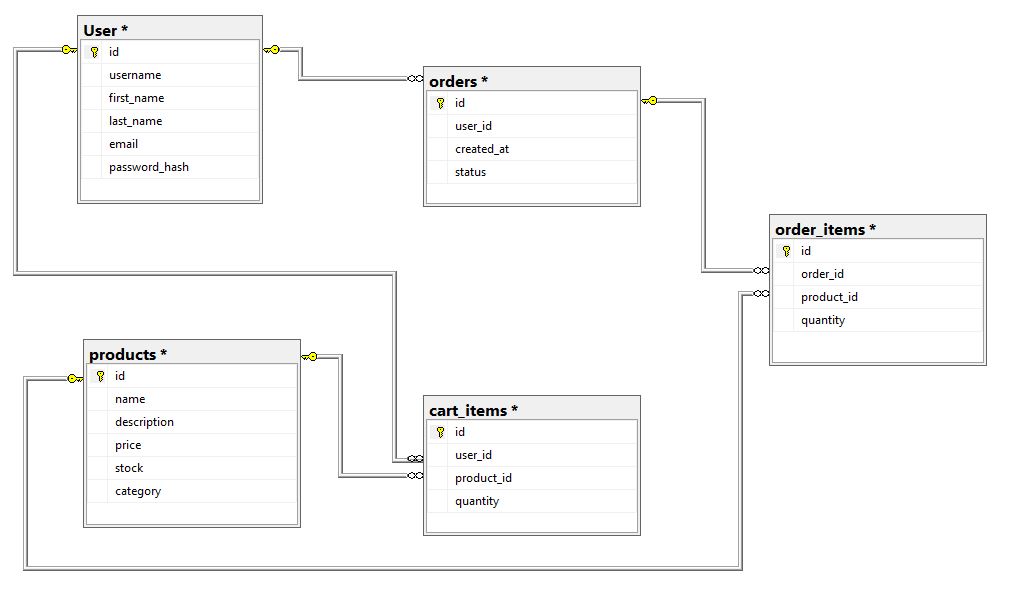 User *
id
username
first_name
last_name
email
password_hash
orders *
id
user_id
created_at
status
order_items *
id
order_id
product_id
quantity
products *
id
name
description
price
stock
category
cart_items *
id
user_id
product_id
quantity